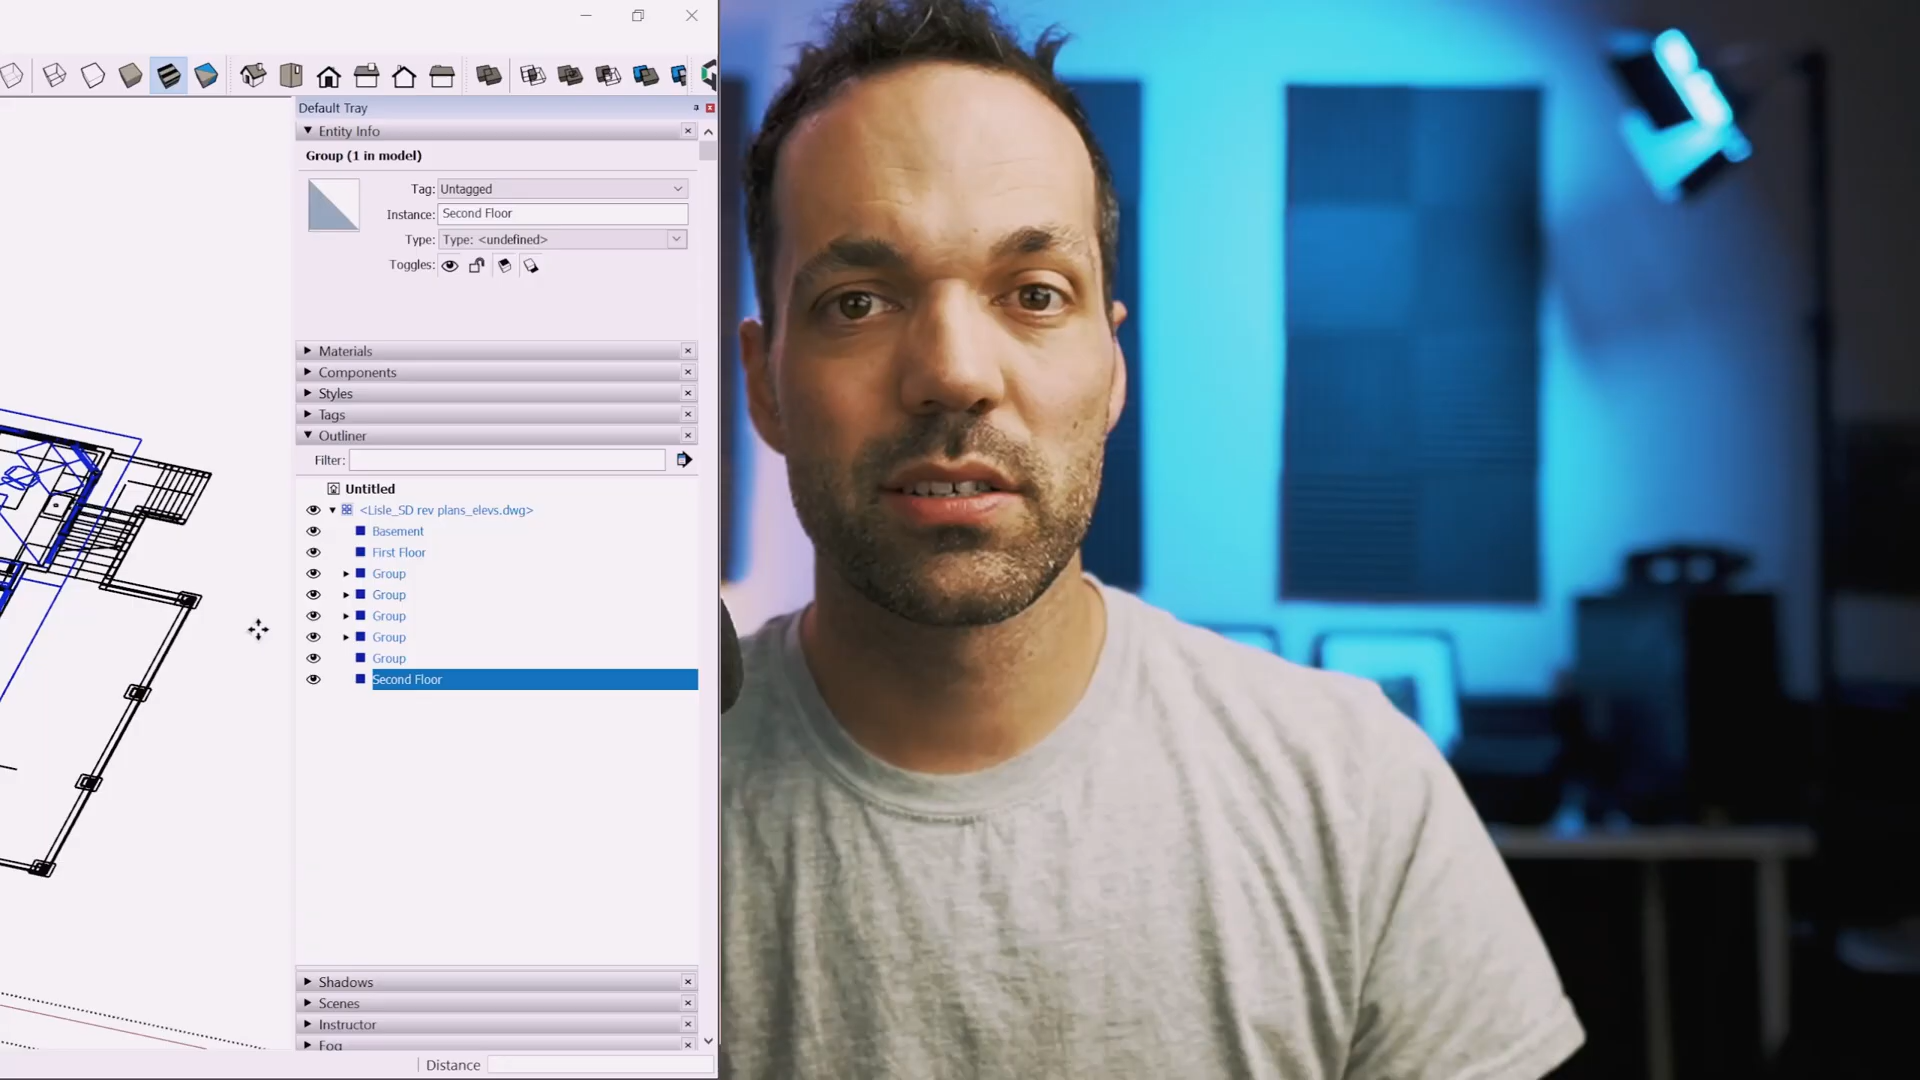 Default Tray
Entity Info
Group (1 in model)
Tag: Untagged
Instance: Second Floor
Type: Type: <undefined>
Toggles:
Materials
Components
Styles
Tags
Outliner
Filter:
Untitled
<Lisle_SD rev plans_elevs.dwg>
Basement
First Floor
Group
Group
Group
Group
Group
Second Floor
Shadows
Scenes
Instructor
Fog
Distance